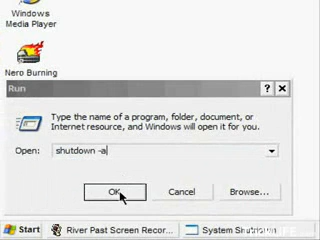 Windows
Media Player
Nero Burning
Run
? ×
Type the name of a program, folder, document, or
Internet resource, and Windows will open it for you.
Open: shutdown -a
OK Cancel Browse...
Start River Past Screen Recor... System